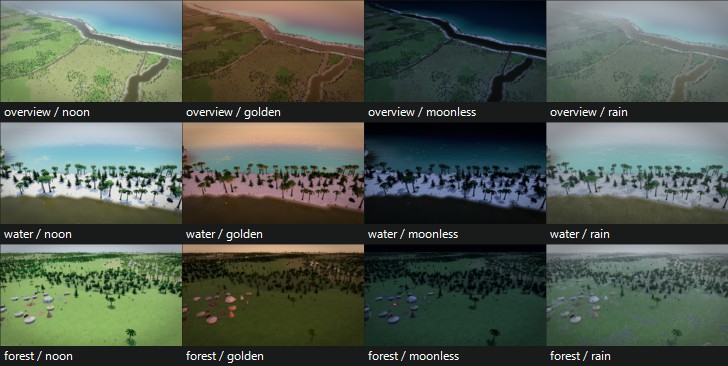 overview / noon
overview / golden
overview / moonless
overview / rain
water / noon
water / golden
water / moonless
water / rain
forest / noon
forest / golden
forest / moonless
forest / rain